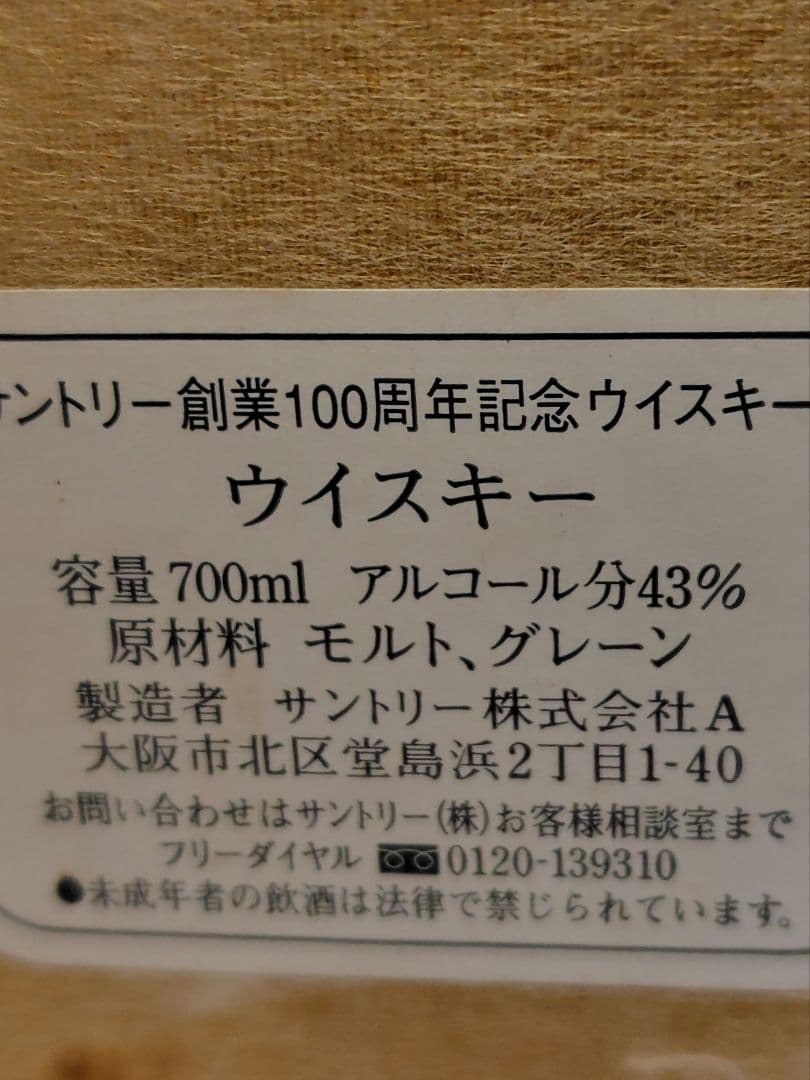 サントリー創業100周年記念ウイスキー
ウイスキー
容量 700ml アルコール分43%
原材料 モルト、グレーン
製造者 サントリー株式会社A
大阪市北区堂島浜2丁目1-40
お問い合わせはサントリー(株)お客様相談室まで
フリーダイヤル 0120-139310
●未成年者の飲酒は法律で禁じられています。